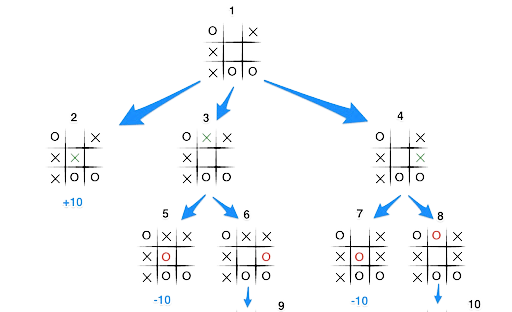 1
O X
X
X O O
2 3 4
O X
X X
X O O
O X X
X
X O O
O X
X X
X O O
+10
5 6 7 8
O X X
X O
X O O
O X X
X O
X O O
O X
X O X
X O O
O O X
X X
X O O
-10
-10
9 10